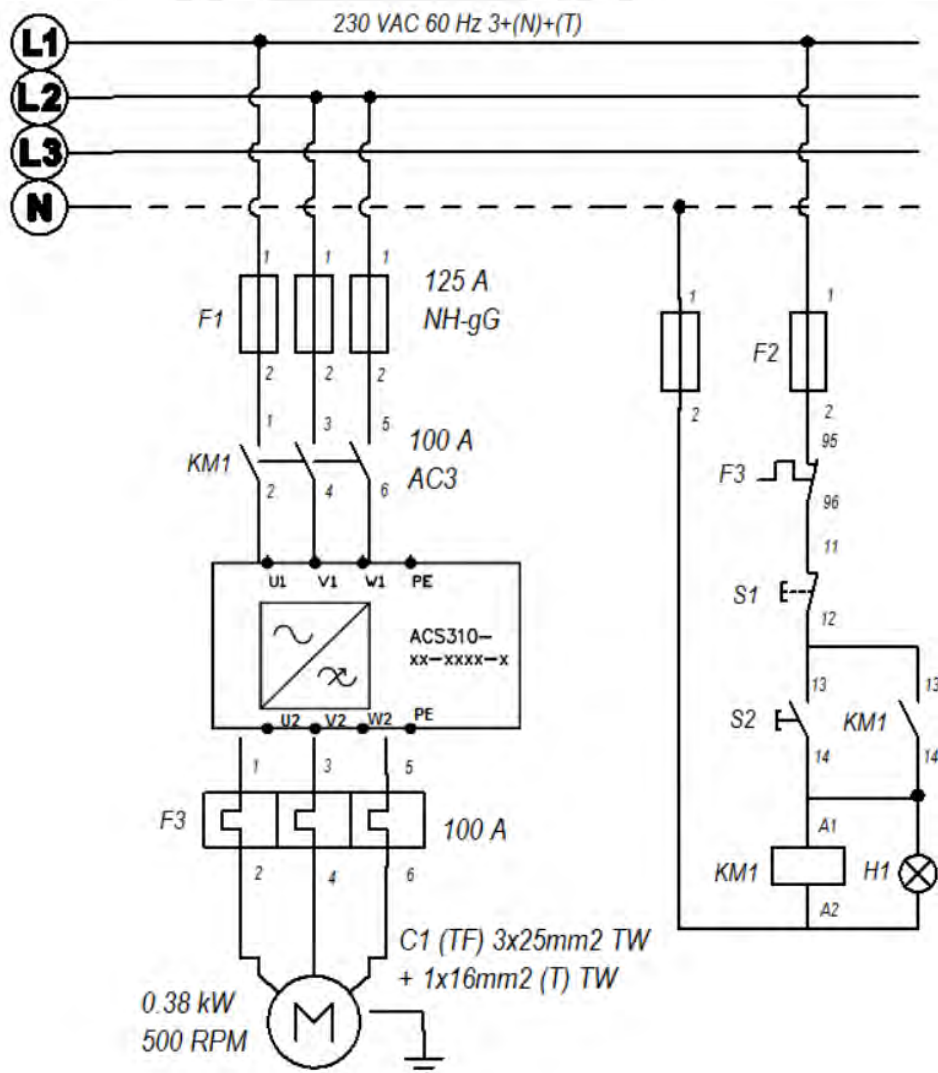 230 VAC 60 Hz 3+(N)+(T)
L1
L2
L3
N
1 1 1
F1
125 A
NH-gG
2 2 2
1 3 5
KM1
100 A
AC3
2 4 6
U1 V1 W1 PE
ACS310-
xx-xxxx-x
U2 V2 W2 PE
1 3 5
F3
100 A
2 4 6
C1 (TF) 3x25mm2 TW
+ 1x16mm2 (T) TW
0.38 kW
500 RPM
M
1 1
F2
2 2
95
F3
96
11
S1
12
13 13
S2 KM1
14 14
A1
KM1 H1
A2